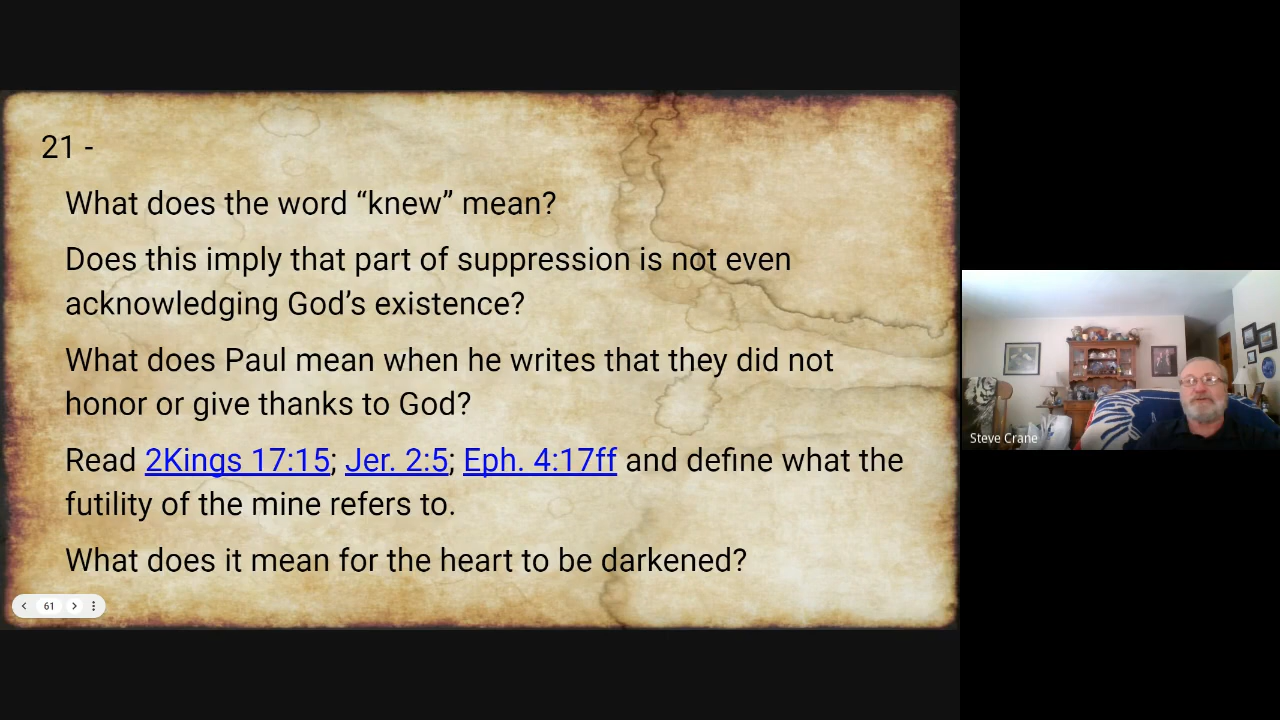 21 -
What does the word “knew” mean?
Does this imply that part of suppression is not even
acknowledging God’s existence?
What does Paul mean when he writes that they did not
honor or give thanks to God?
Read 2Kings 17:15; Jer. 2:5; Eph. 4:17ff and define what the
futility of the mine refers to.
What does it mean for the heart to be darkened?
61
Steve Crane